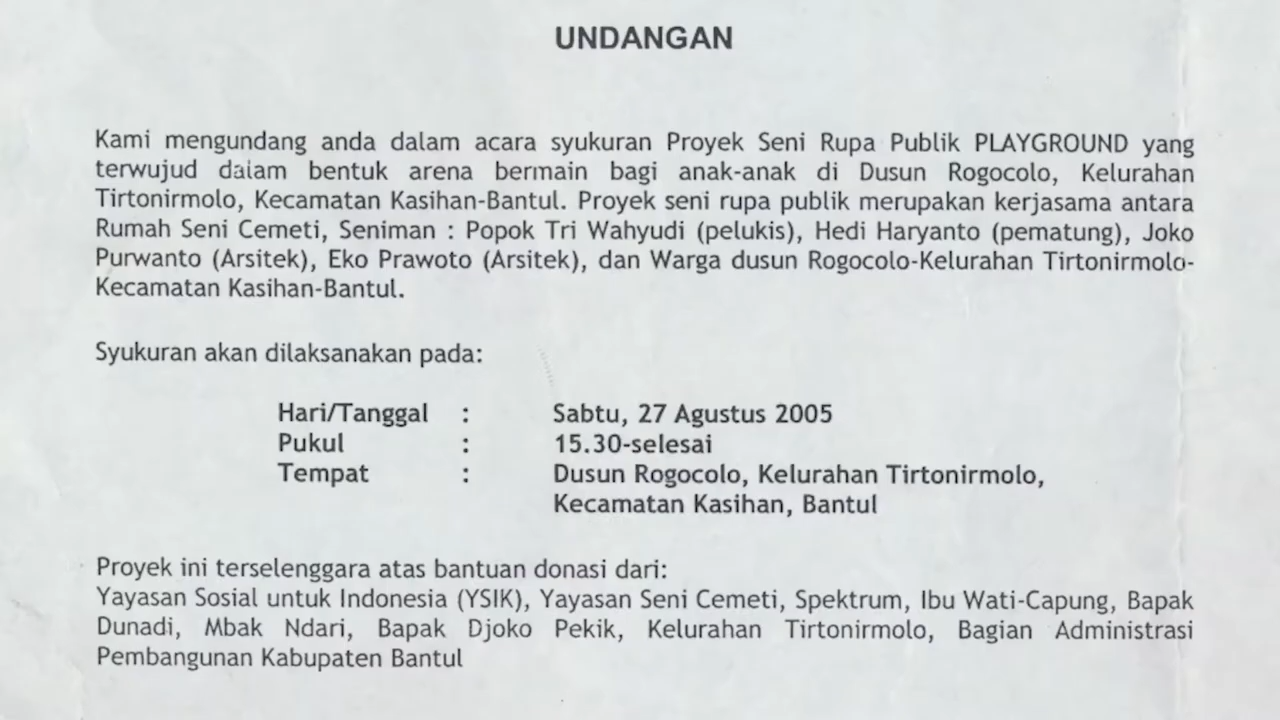 UNDANGAN
Kami mengundang anda dalam acara syukuran Proyek Seni Rupa Publik PLAYGROUND yang
terwujud dalam bentuk arena bermain bagi anak-anak di Dusun Rogocolo, Kelurahan
Tirtonirmolo, Kecamatan Kasihan-Bantul. Proyek seni rupa publik merupakan kerjasama antara
Rumah Seni Cemeti, Seniman : Popok Tri Wahyudi (pelukis), Hedi Haryanto (pematung), Joko
Purwanto (Arsitek), Eko Prawoto (Arsitek), dan Warga dusun Rogocolo-Kelurahan Tirtonirmolo-
Kecamatan Kasihan-Bantul.
Syukuran akan dilaksanakan pada:
Hari/Tanggal : Sabtu, 27 Agustus 2005
Pukul : 15.30-selesai
Tempat : Dusun Rogocolo, Kelurahan Tirtonirmolo,
Kecamatan Kasihan, Bantul
Proyek ini terselenggara atas bantuan donasi dari:
Yayasan Sosial untuk Indonesia (YSIK), Yayasan Seni Cemeti, Spektrum, Ibu Wati-Capung, Bapak
Dunadi, Mbak Ndari, Bapak Djoko Pekik, Kelurahan Tirtonirmolo, Bagian Administrasi
Pembangunan Kabupaten Bantul